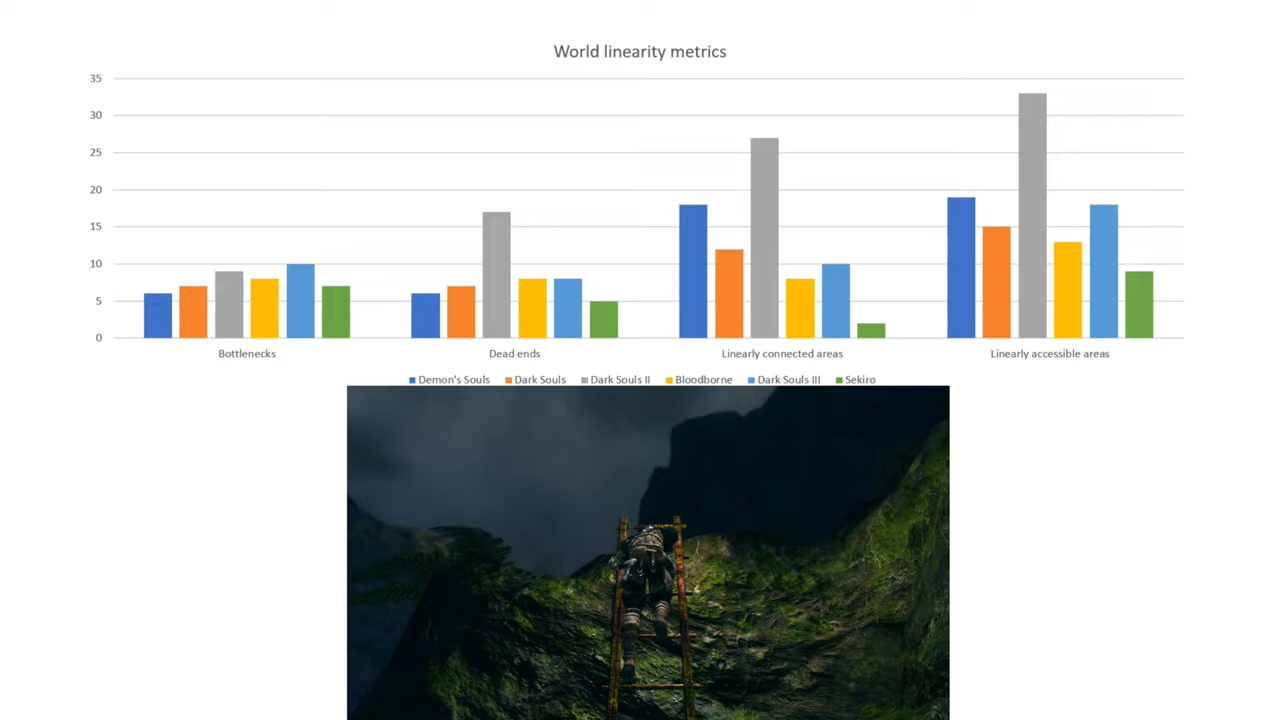 World linearity metrics
35
30
25
20
15
10
5
0
Bottlenecks Dead ends Linearly connected areas Linearly accessible areas
Demon's Souls Dark Souls Dark Souls II Bloodborne Dark Souls III Sekiro